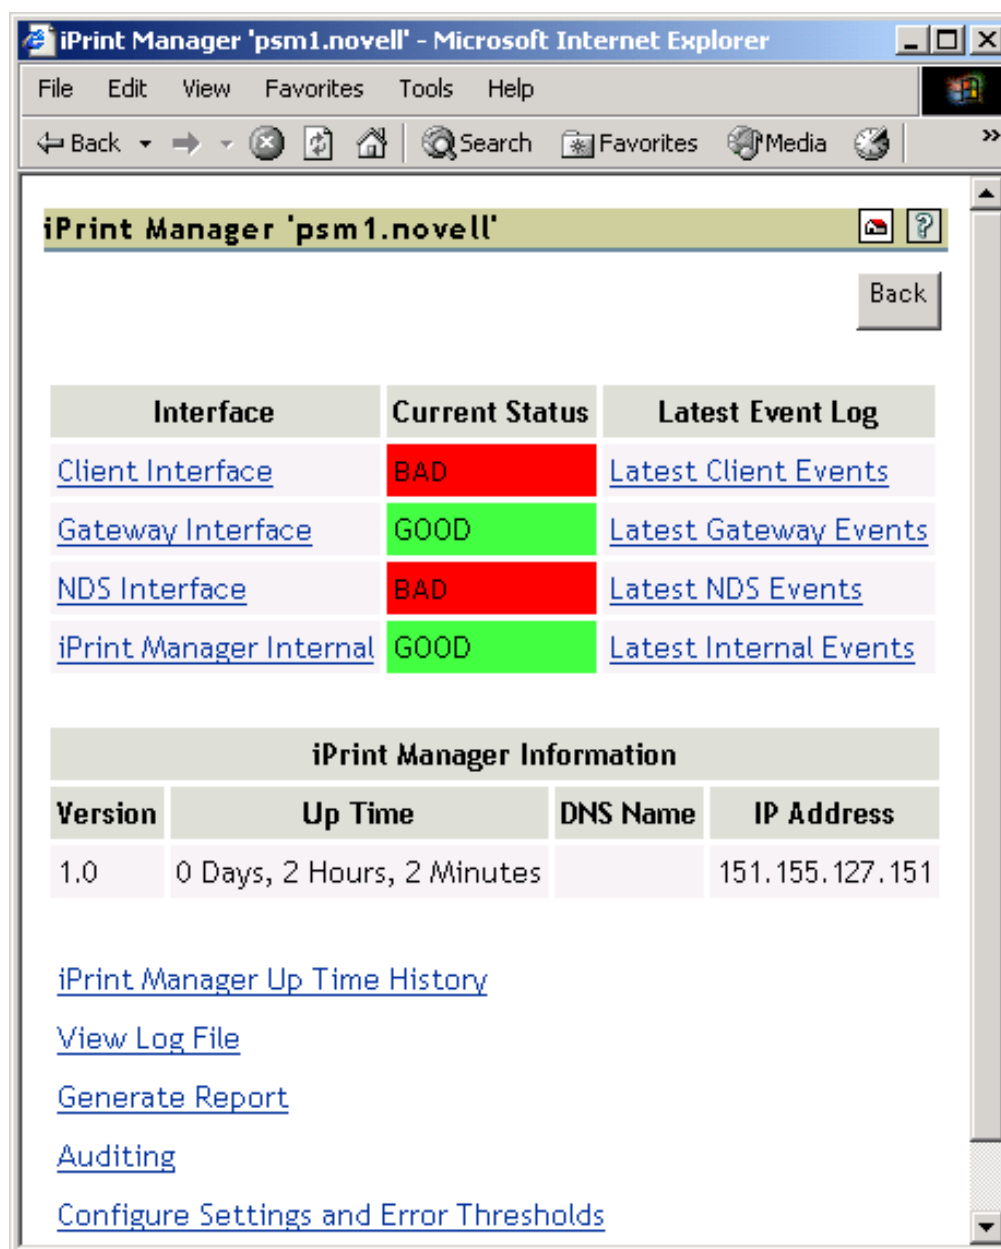 iPrint Manager 'psm1.novell' - Microsoft Internet Explorer
File Edit View Favorites Tools Help
Back Search Favorites Media »
iPrint Manager 'psm1.novell' ?
Back
Interface Current Status Latest Event Log
Client Interface BAD Latest Client Events
Gateway Interface GOOD Latest Gateway Events
NDS Interface BAD Latest NDS Events
iPrint Manager Internal GOOD Latest Internal Events
iPrint Manager Information
Version Up Time DNS Name IP Address
1.0 0 Days, 2 Hours, 2 Minutes 151.155.127.151
iPrint Manager Up Time History
View Log File
Generate Report
Auditing
Configure Settings and Error Thresholds